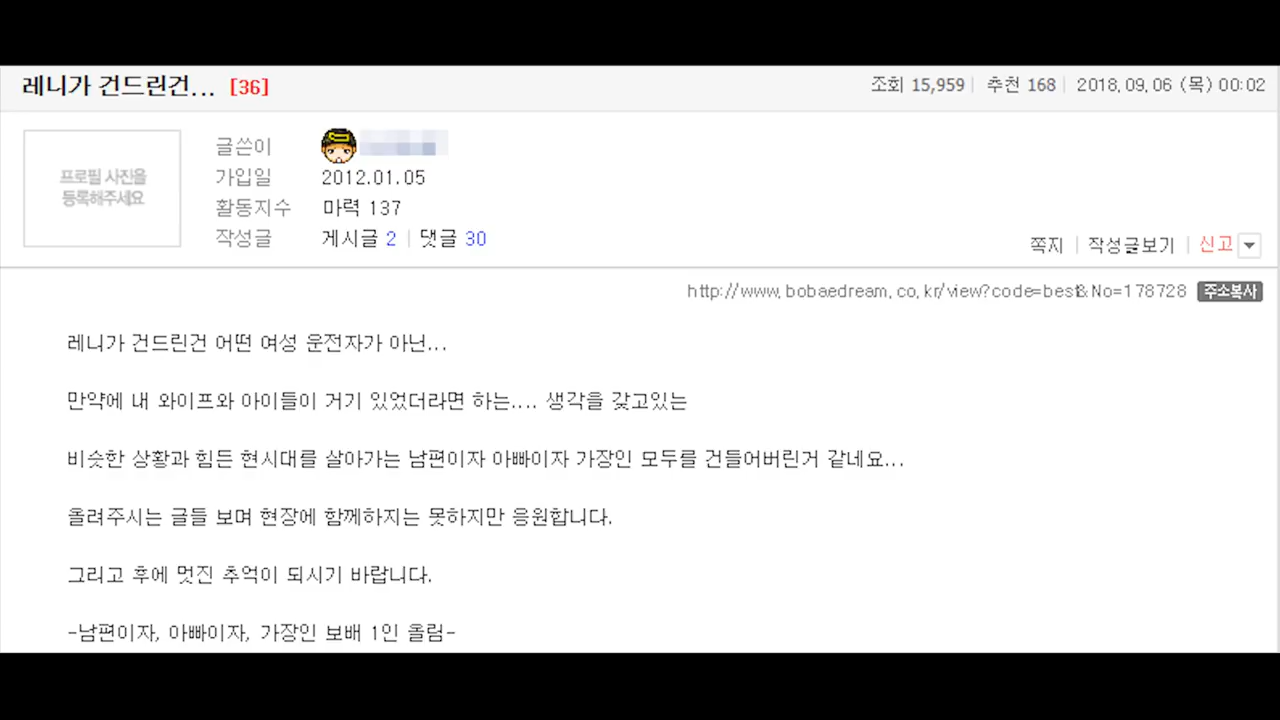 레니가 건드린건... [36]
조회 15,959 | 추천 168 | 2018.09.06 (목) 00:02
프로필 사진을
등록해주세요
글쓴이
가입일 2012.01.05
활동지수 마력 137
작성글 게시글 2 | 댓글 30
쪽지 | 작성글보기 | 신고
http://www.bobaedream.co.kr/view?code=best&No=178728 주소복사
레니가 건드린건 어떤 여성 운전자가 아닌...
만약에 내 와이프와 아이들이 거기 있었더라면 하는.... 생각을 갖고있는
비슷한 상황과 힘든 현시대를 살아가는 남편이자 아빠이자 가장인 모두를 건들어버린거 같네요...
올려주시는 글들 보며 현장에 함께하지는 못하지만 응원합니다.
그리고 후에 멋진 추억이 되시기 바랍니다.
-남편이자, 아빠이자, 가장인 보배 1인 올림-